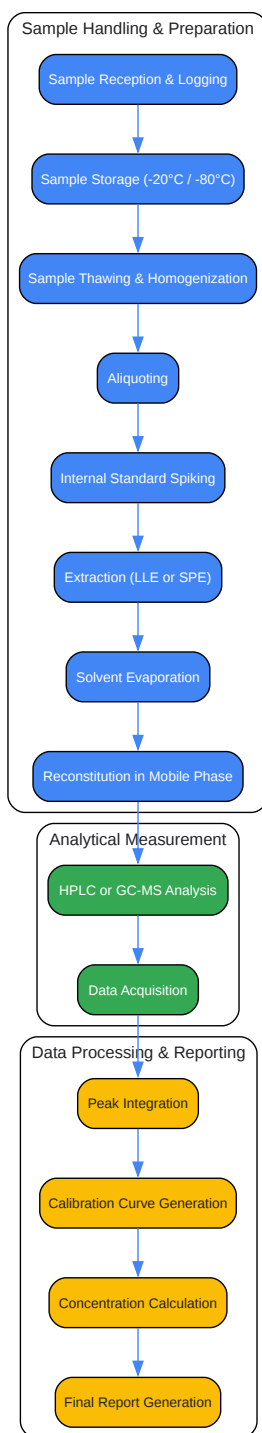 Sample Handling & Preparation
Sample Reception & Logging
Sample Storage (-20°C / -80°C)
Sample Thawing & Homogenization
Aliquoting
Internal Standard Spiking
Extraction (LLE or SPE)
Solvent Evaporation
Reconstitution in Mobile Phase
Analytical Measurement
HPLC or GC-MS Analysis
Data Acquisition
Data Processing & Reporting
Peak Integration
Calibration Curve Generation
Concentration Calculation
Final Report Generation